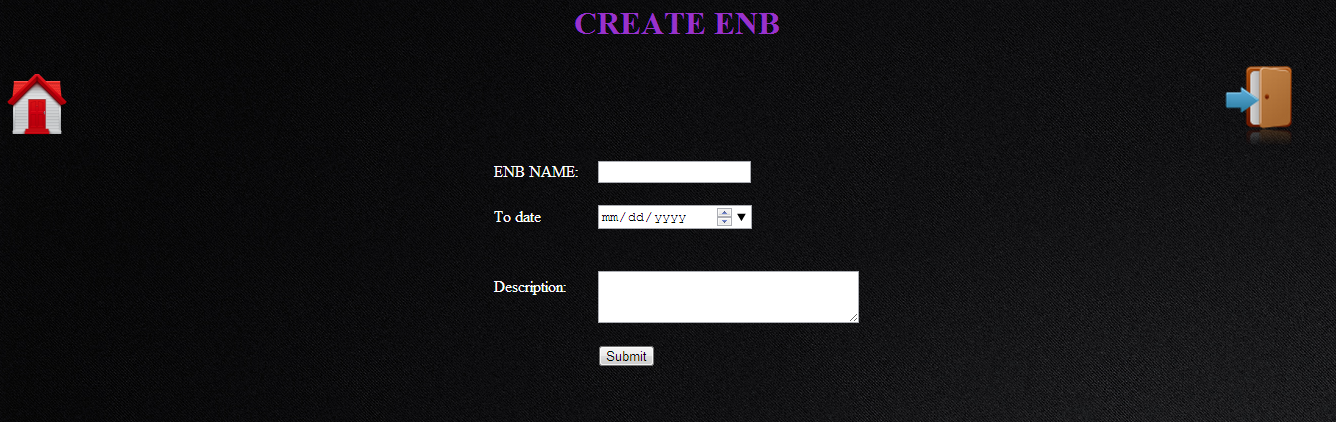 CREATE ENB
ENB NAME:
To date mm/dd/yyyy
Description:
Submit